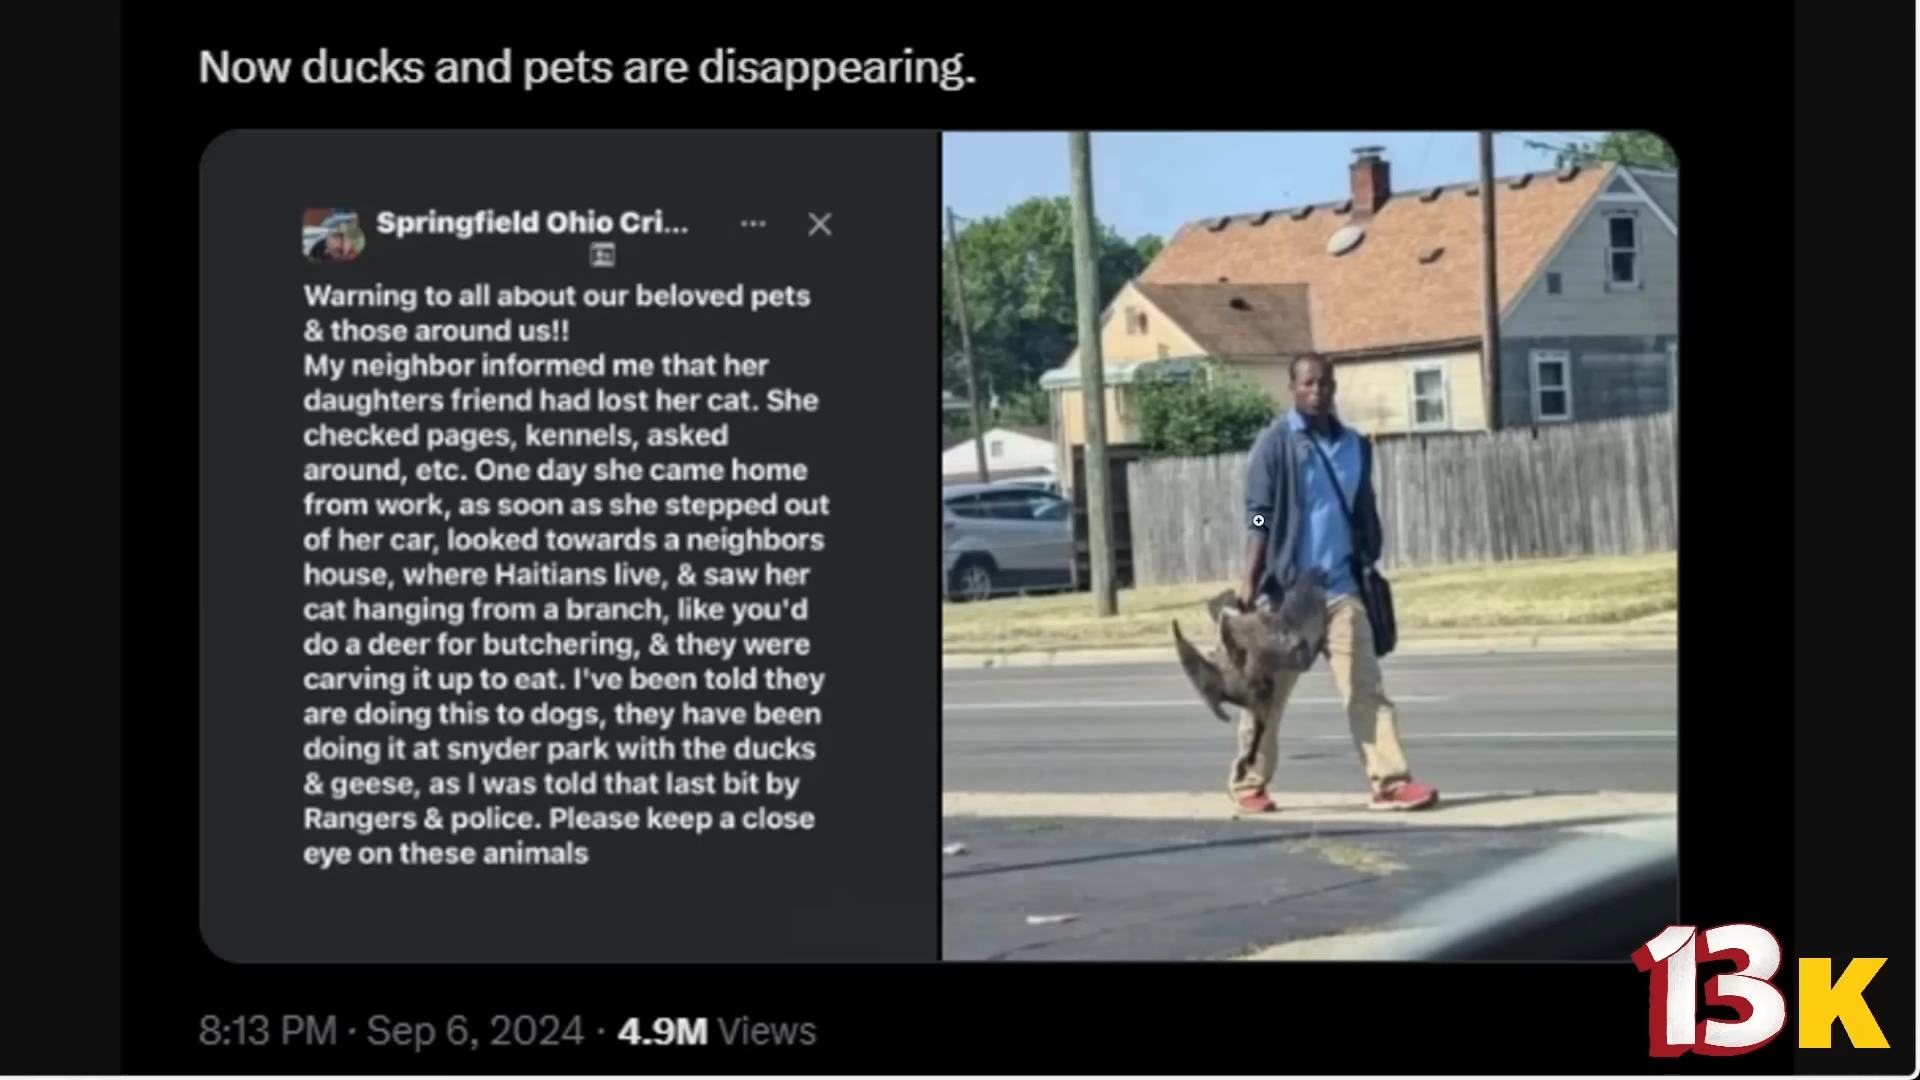 Now ducks and pets are disappearing.
Springfield Ohio Cri...
Warning to all about our beloved pets
& those around us!!
My neighbor informed me that her
daughters friend had lost her cat. She
checked pages, kennels, asked
around, etc. One day she came home
from work, as soon as she stepped out
of her car, looked towards a neighbors
house, where Haitians live, & saw her
cat hanging from a branch, like you'd
do a deer for butchering, & they were
carving it up to eat. I've been told they
are doing this to dogs, they have been
doing it at snyder park with the ducks
& geese, as I was told that last bit by
Rangers & police. Please keep a close
eye on these animals
8:13 PM · Sep 6, 2024 · 4.9M Views
13K